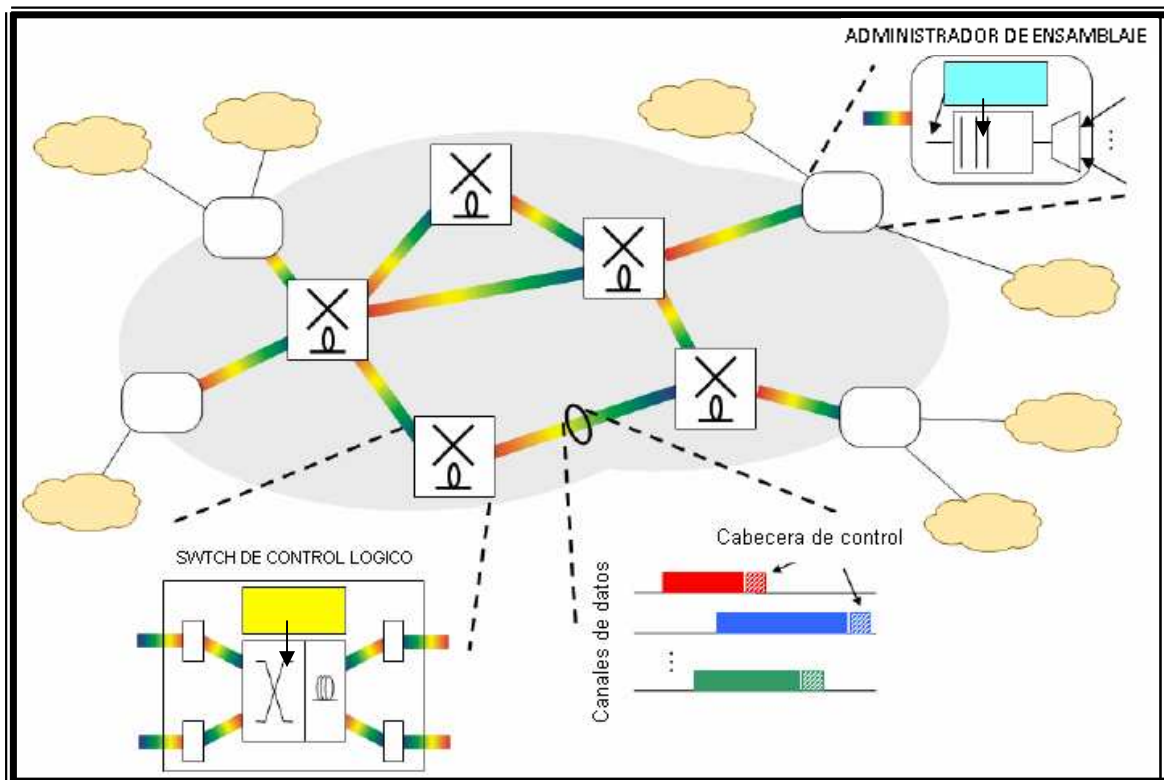 ADMINISTRADOR DE ENSAMBLAJE
SWTCH DE CONTROL LOGICO
Cabecera de control
Canales de datos